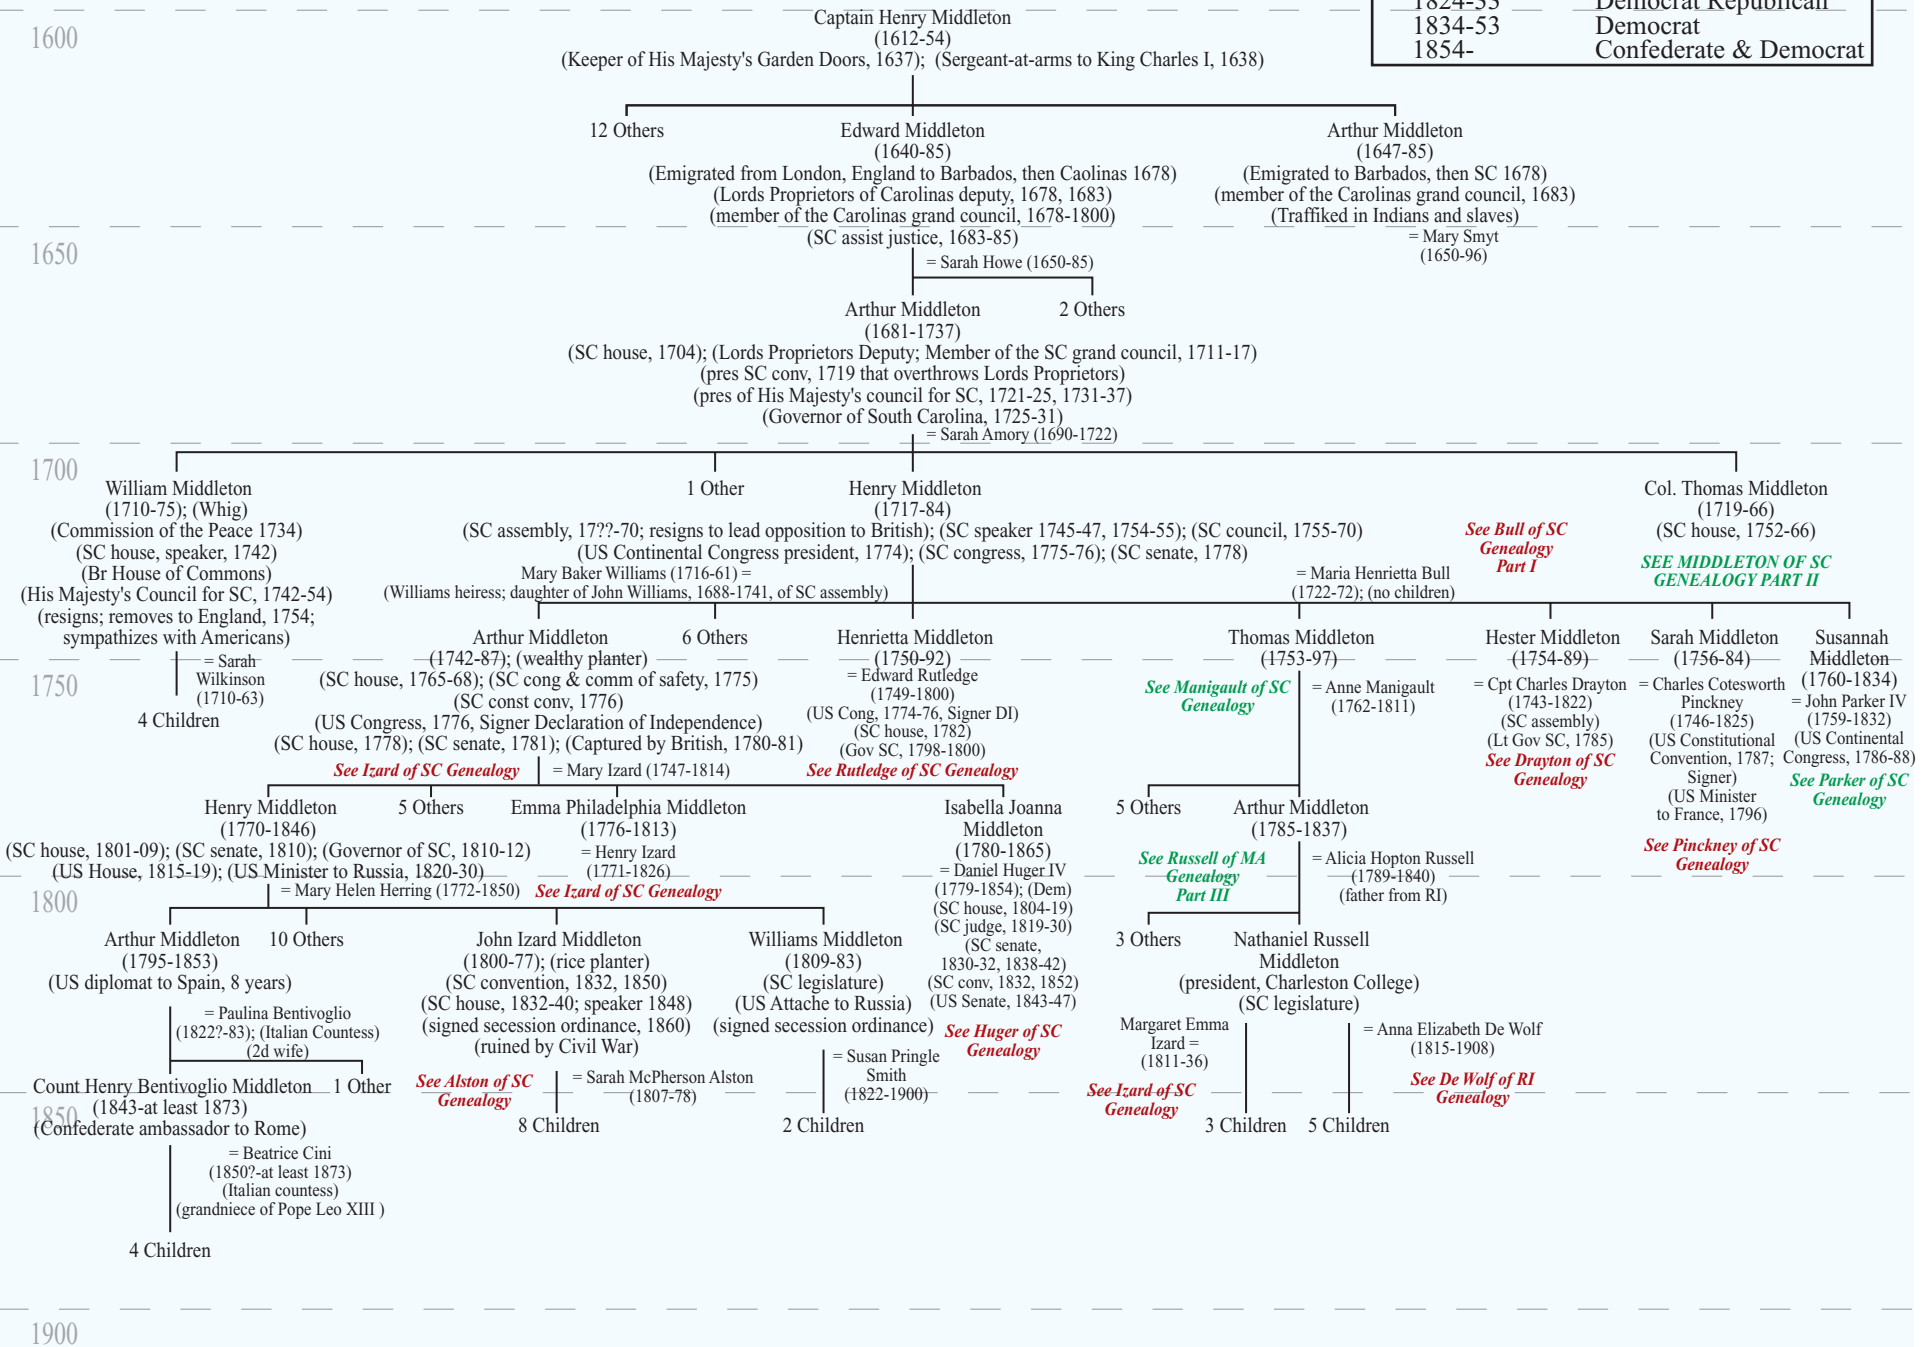 1824-33 Democrat Republican
1834-53 Democrat
1854- Confederate & Democrat
1600
Captain Henry Middleton
(1612-54)
(Keeper of His Majesty's Garden Doors, 1637); (Sergeant-at-arms to King Charles I, 1638)
12 Others
Edward Middleton
(1640-85)
(Emigrated from London, England to Barbados, then Caolinas 1678)
(Lords Proprietors of Carolinas deputy, 1678, 1683)
(member of the Carolinas grand council, 1678-1800)
(SC assist justice, 1683-85)
= Sarah Howe (1650-85)
Arthur Middleton
(1647-85)
(Emigrated to Barbados, then SC 1678)
(member of the Carolinas grand council, 1683)
(Traffiked in Indians and slaves)
= Mary Smyt
(1650-96)
1650
Arthur Middleton
(1681-1737)
(SC house, 1704); (Lords Proprietors Deputy; Member of the SC grand council, 1711-17)
(pres SC conv, 1719 that overthrows Lords Proprietors)
(pres of His Majesty's council for SC, 1721-25, 1731-37)
(Governor of South Carolina, 1725-31)
= Sarah Amory (1690-1722)
2 Others
1700
William Middleton
(1710-75); (Whig)
(Commission of the Peace 1734)
(SC house, speaker, 1742)
(Br House of Commons)
(His Majesty's Council for SC, 1742-54)
(resigns; removes to England, 1754;
sympathizes with Americans)
= Sarah
Wilkinson
(1710-63)
4 Children
1 Other
Henry Middleton
(1717-84)
(SC assembly, 17??-70; resigns to lead opposition to British); (SC speaker 1745-47, 1754-55); (SC council, 1755-70)
(US Continental Congress president, 1774); (SC congress, 1775-76); (SC senate, 1778)
Mary Baker Williams (1716-61) =
(Williams heiress; daughter of John Williams, 1688-1741, of SC assembly)
= Maria Henrietta Bull
(1722-72); (no children)
See Bull of SC
Genealogy
Part I
Col. Thomas Middleton
(1719-66)
(SC house, 1752-66)
SEE MIDDLETON OF SC
GENEALOGY PART II
1750
Arthur Middleton
(1742-87); (wealthy planter)
(SC house, 1765-68); (SC cong & comm of safety, 1775)
(SC const conv, 1776)
(US Congress, 1776, Signer Declaration of Independence)
(SC house, 1778); (SC senate, 1781); (Captured by British, 1780-81)
See Izard of SC Genealogy
= Mary Izard (1747-1814)
6 Others
Henrietta Middleton
(1750-92)
= Edward Rutledge
(1749-1800)
(US Cong, 1774-76, Signer DI)
(SC house, 1782)
(Gov SC, 1798-1800)
See Rutledge of SC Genealogy
Thomas Middleton
(1753-97)
See Manigault of SC
Genealogy
= Anne Manigault
(1762-1811)
Hester Middleton
(1754-89)
= Cpt Charles Drayton
(1743-1822)
(SC assembly)
(Lt Gov SC, 1785)
See Drayton of SC
Genealogy
Sarah Middleton
(1756-84)
= Charles Cotesworth
Pinckney
(1746-1825)
(US Constitutional
Convention, 1787;
Signer)
(US Minister
to France, 1796)
See Pinckney of SC
Genealogy
Susannah
Middleton
(1760-1834)
= John Parker IV
(1759-1832)
(US Continental
Congress, 1786-88)
See Parker of SC
Genealogy
Henry Middleton
(1770-1846)
(SC house, 1801-09); (SC senate, 1810); (Governor of SC, 1810-12)
(US House, 1815-19); (US Minister to Russia, 1820-30)
= Mary Helen Herring (1772-1850)
5 Others
Emma Philadelphia Middleton
(1776-1813)
= Henry Izard
(1771-1826)
See Izard of SC Genealogy
Isabella Joanna
Middleton
(1780-1865)
= Daniel Huger IV
(1779-1854); (Dem)
(SC house, 1804-19)
(SC judge, 1819-30)
(SC senate,
1830-32, 1838-42)
(SC conv, 1832, 1852)
(US Senate, 1843-47)
See Huger of SC
Genealogy
5 Others
Arthur Middleton
(1785-1837)
See Russell of MA
Genealogy
Part III
= Alicia Hopton Russell
(1789-1840)
(father from RI)
1800
Arthur Middleton
(1795-1853)
(US diplomat to Spain, 8 years)
= Paulina Bentivoglio
(1822?-83); (Italian Countess)
(2d wife)
10 Others
John Izard Middleton
(1800-77); (rice planter)
(SC convention, 1832, 1850)
(SC house, 1832-40; speaker 1848)
(signed secession ordinance, 1860)
(ruined by Civil War)
See Alston of SC
Genealogy
= Sarah McPherson Alston
(1807-78)
8 Children
Williams Middleton
(1809-83)
(SC legislature)
(US Attache to Russia)
(signed secession ordinance)
= Susan Pringle
Smith
(1822-1900)
2 Children
3 Others
Nathaniel Russell
Middleton
(president, Charleston College)
(SC legislature)
Margaret Emma
Izard =
(1811-36)
See Izard of SC
Genealogy
= Anna Elizabeth De Wolf
(1815-1908)
See De Wolf of RI
Genealogy
3 Children
5 Children
Count Henry Bentivoglio Middleton
(1843-at least 1873)
1850
(Confederate ambassador to Rome)
1 Other
= Beatrice Cini
(1850?-at least 1873)
(Italian countess)
(grandniece of Pope Leo XIII )
4 Children
1900